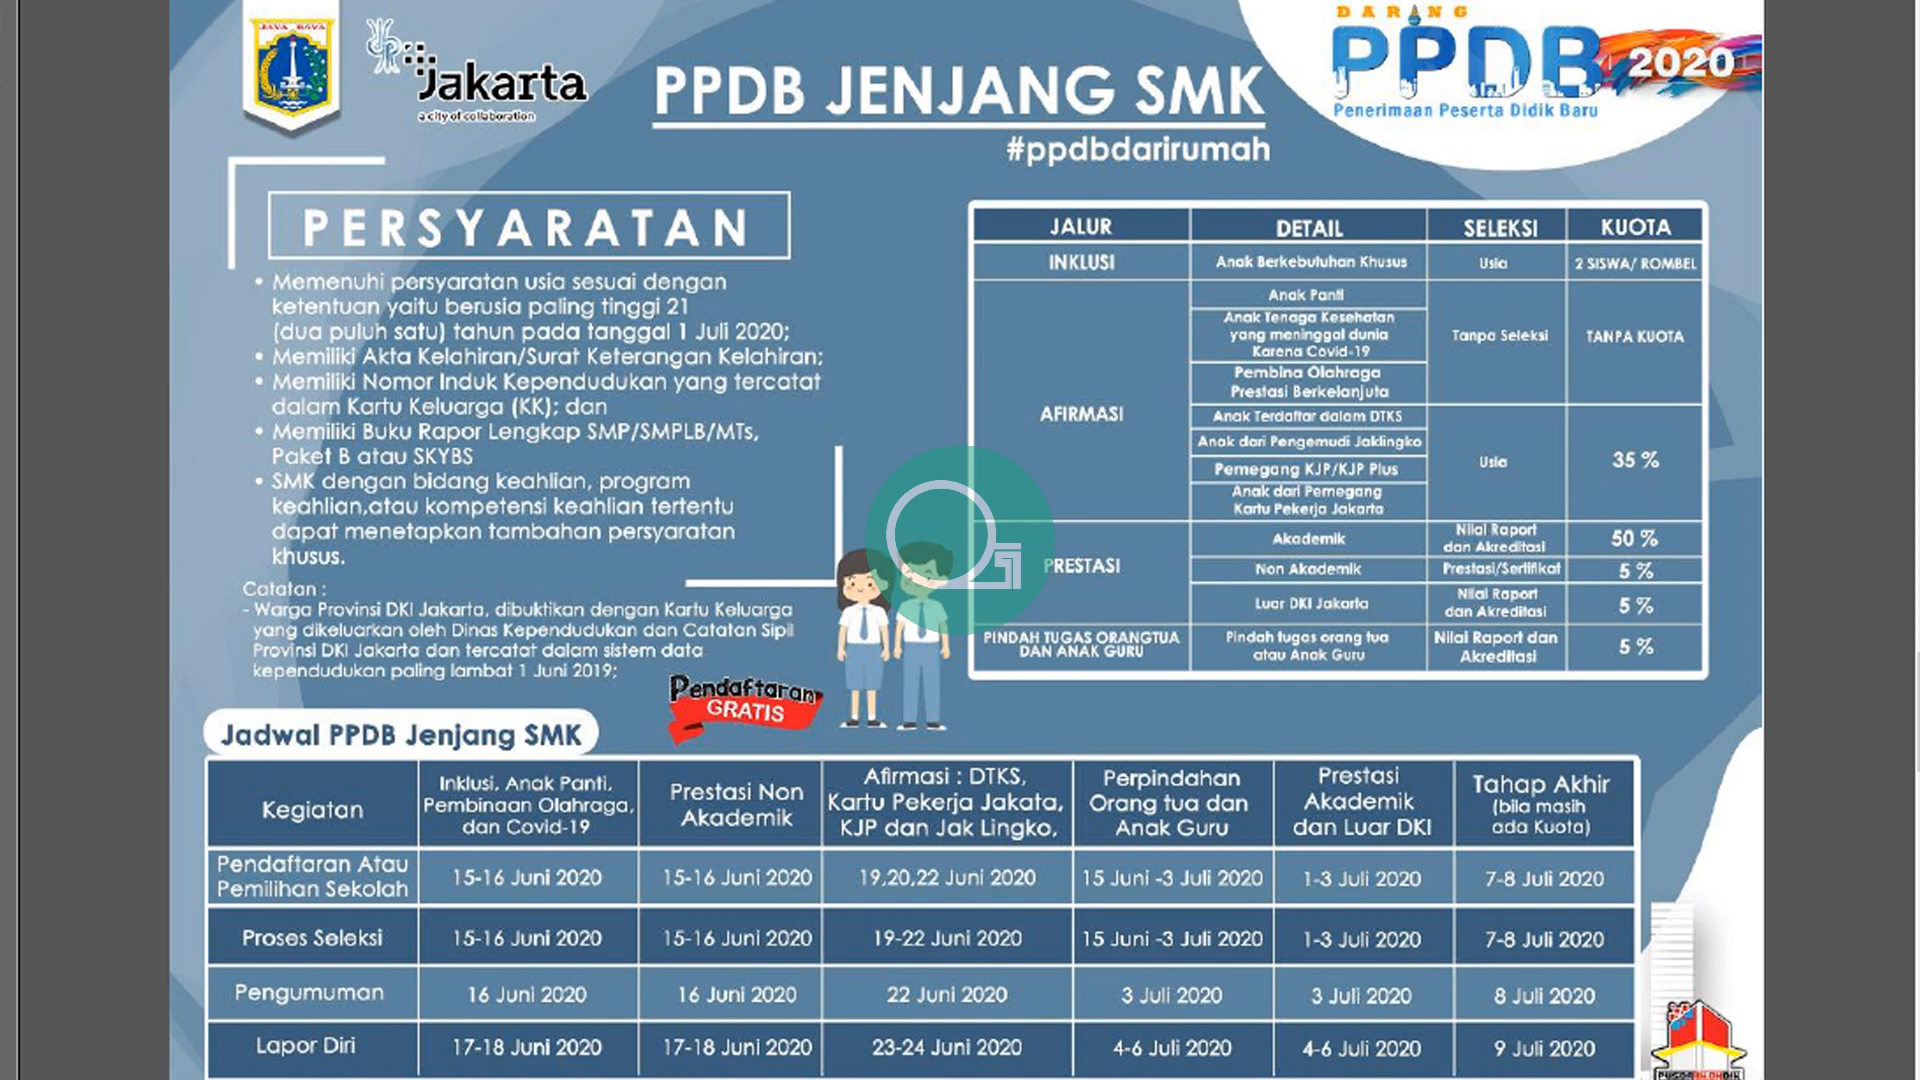 JAYA RAYA
Jakarta
a city of collaboration
PPDB JENJANG SMK
#ppdbdarirumah
DARING
PPDB 2020
Penerimaan Peserta Didik Baru
PERSYARATAN
• Memenuhi persyaratan usia sesuai dengan
ketentuan yaitu berusia paling tinggi 21
(dua puluh satu) tahun pada tanggal 1 Juli 2020;
• Memiliki Akta Kelahiran/Surat Keterangan Kelahiran;
• Memiliki Nomor Induk Kependudukan yang tercatat
dalam Kartu Keluarga (KK); dan
• Memiliki Buku Rapor Lengkap SMP/SMPLB/MTs,
Paket B atau SKYBS
• SMK dengan bidang keahlian, program
keahlian,atau kompetensi keahlian tertentu
dapat menetapkan tambahan persyaratan
khusus.
Catatan :
- Warga Provinsi DKI Jakarta, dibuktikan dengan Kartu Keluarga
yang dikeluarkan oleh Dinas Kependudukan dan Catatan Sipil
Provinsi DKI Jakarta dan tercatat dalam sistem data
kependudukan paling lambat 1 Juni 2019;
Pendaftaran
GRATIS
JALUR DETAIL SELEKSI KUOTA
INKLUSI Anak Berkebutuhan Khusus Usia 2 SISWA/ ROMBEL
AFIRMASI
Anak Panti
Anak Tenaga Kesehatan
yang meninggal dunia
Karena Covid-19
Pembina Olahraga
Prestasi Berkelanjuta
Tanpa Seleksi TANPA KUOTA
Anak Terdaftar dalam DTKS
Anak dari Pengemudi Jaklingko
Pemegang KJP/KJP Plus
Anak dari Pemegang
Kartu Pekerja Jakarta
Usia 35 %
PRESTASI
Akademik Nilai Raport
dan Akreditasi 50 %
Non Akademik Prestasi/Sertifikat 5 %
Luar DKI Jakarta Nilai Raport
dan Akreditasi 5 %
PINDAH TUGAS ORANGTUA
DAN ANAK GURU
Pindah tugas orang tua
atau Anak Guru
Nilai Raport dan
Akreditasi
5 %
Jadwal PPDB Jenjang SMK
Kegiatan
Inklusi, Anak Panti,
Pembinaan Olahraga,
dan Covid-19
Prestasi Non
Akademik
Afirmasi : DTKS,
Kartu Pekerja Jakata,
KJP dan Jak Lingko,
Perpindahan
Orang tua dan
Anak Guru
Prestasi
Akademik
dan Luar DKI
Tahap Akhir
(bila masih
ada Kuota)
Pendaftaran Atau
Pemilihan Sekolah
15-16 Juni 2020 15-16 Juni 2020 19,20,22 Juni 2020 15 Juni -3 Juli 2020 1-3 Juli 2020 7-8 Juli 2020
Proses Seleksi 15-16 Juni 2020 15-16 Juni 2020 19-22 Juni 2020 15 Juni -3 Juli 2020 1-3 Juli 2020 7-8 Juli 2020
Pengumuman 16 Juni 2020 16 Juni 2020 22 Juni 2020 3 Juli 2020 3 Juli 2020 8 Juli 2020
Lapor Diri 17-18 Juni 2020 17-18 Juni 2020 23-24 Juni 2020 4-6 Juli 2020 4-6 Juli 2020 9 Juli 2020